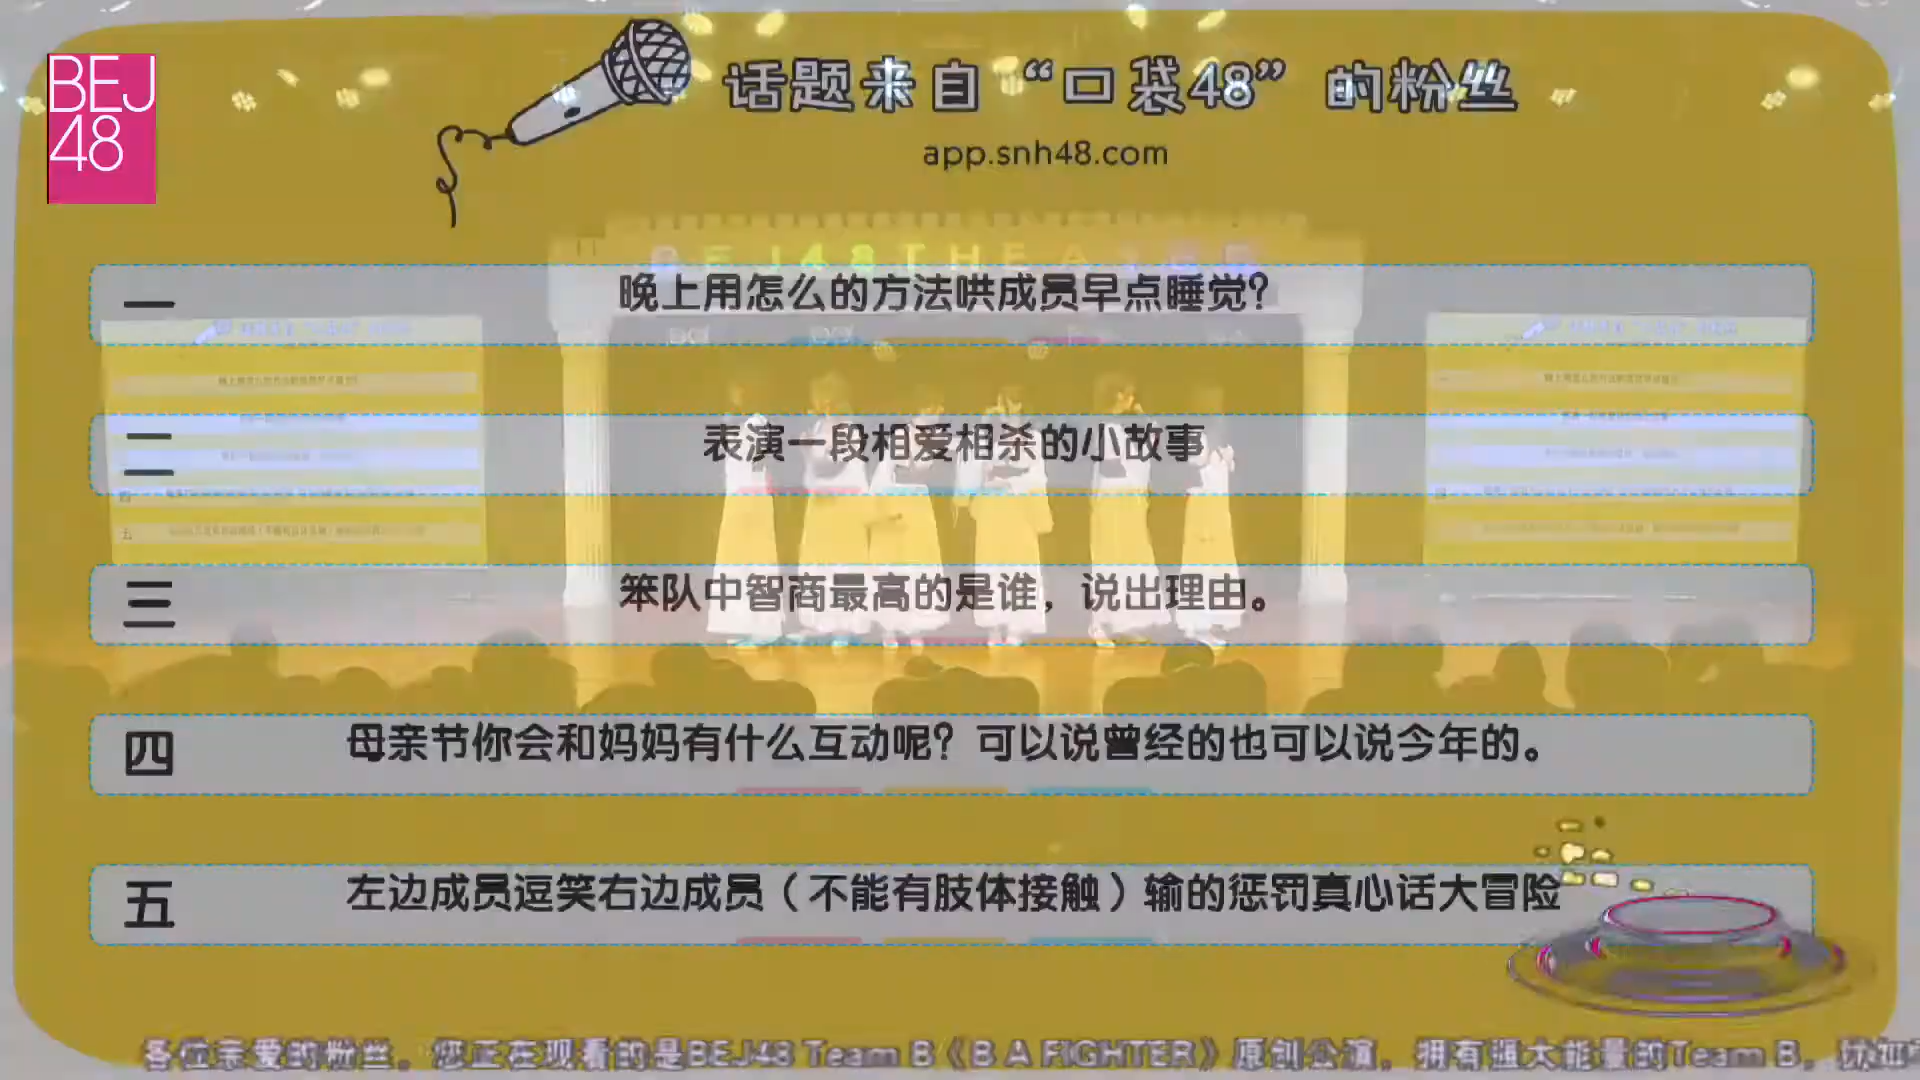 BEJ
48
话题来自“口袋48”的粉丝
app.snh48.com
BEJ48 THEATER
一 晚上用怎么的方法哄成员早点睡觉?
二 表演一段相爱相杀的小故事
三 笨队中智商最高的是谁，说出理由。
四 母亲节你会和妈妈有什么互动呢？可以说曾经的也可以说今年的。
五 左边成员逗笑右边成员（不能有肢体接触）输的惩罚真心话大冒险
各位亲爱的粉丝，您正在观看的是BEJ48 Team B《B A FIGHTER》原创公演，拥有强大能量的Team B，